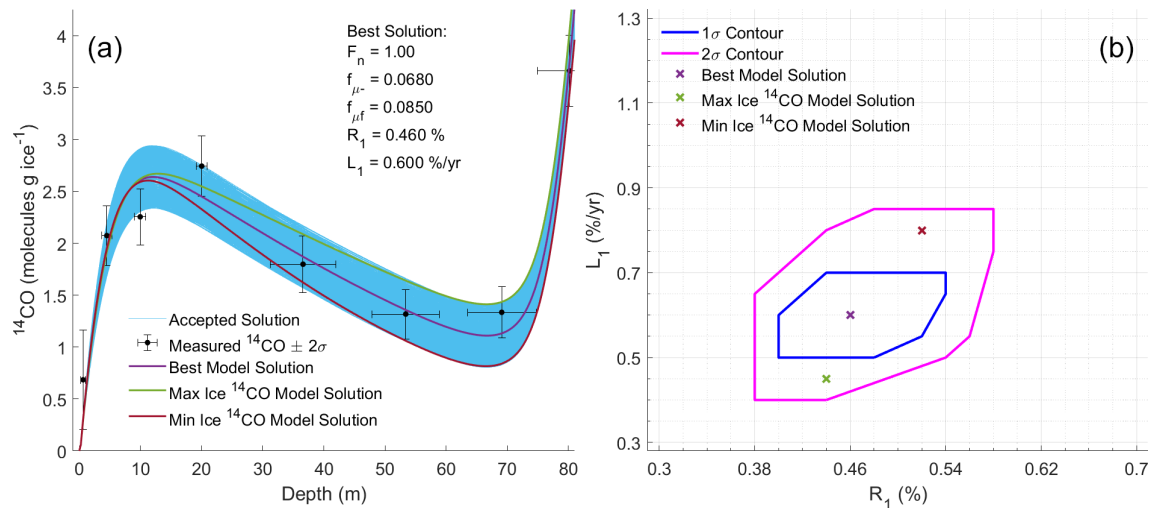 (a)
Best Solution:
Fₙ = 1.00
f_μ- = 0.0680
f_μf = 0.0850
R₁ = 0.460 %
L₁ = 0.600 %/yr
Accepted Solution
Measured ¹⁴CO ± 2σ
Best Model Solution
Max Ice ¹⁴CO Model Solution
Min Ice ¹⁴CO Model Solution
¹⁴CO (molecules g ice⁻¹)
4
3.5
3
2.5
2
1.5
1
0.5
0
0 10 20 30 40 50 60 70 80
Depth (m)
(b)
1σ Contour
2σ Contour
Best Model Solution
Max Ice ¹⁴CO Model Solution
Min Ice ¹⁴CO Model Solution
L₁ (%/yr)
1.3
1.1
0.9
0.7
0.5
0.3
0.3 0.38 0.46 0.54 0.62 0.7
R₁ (%)